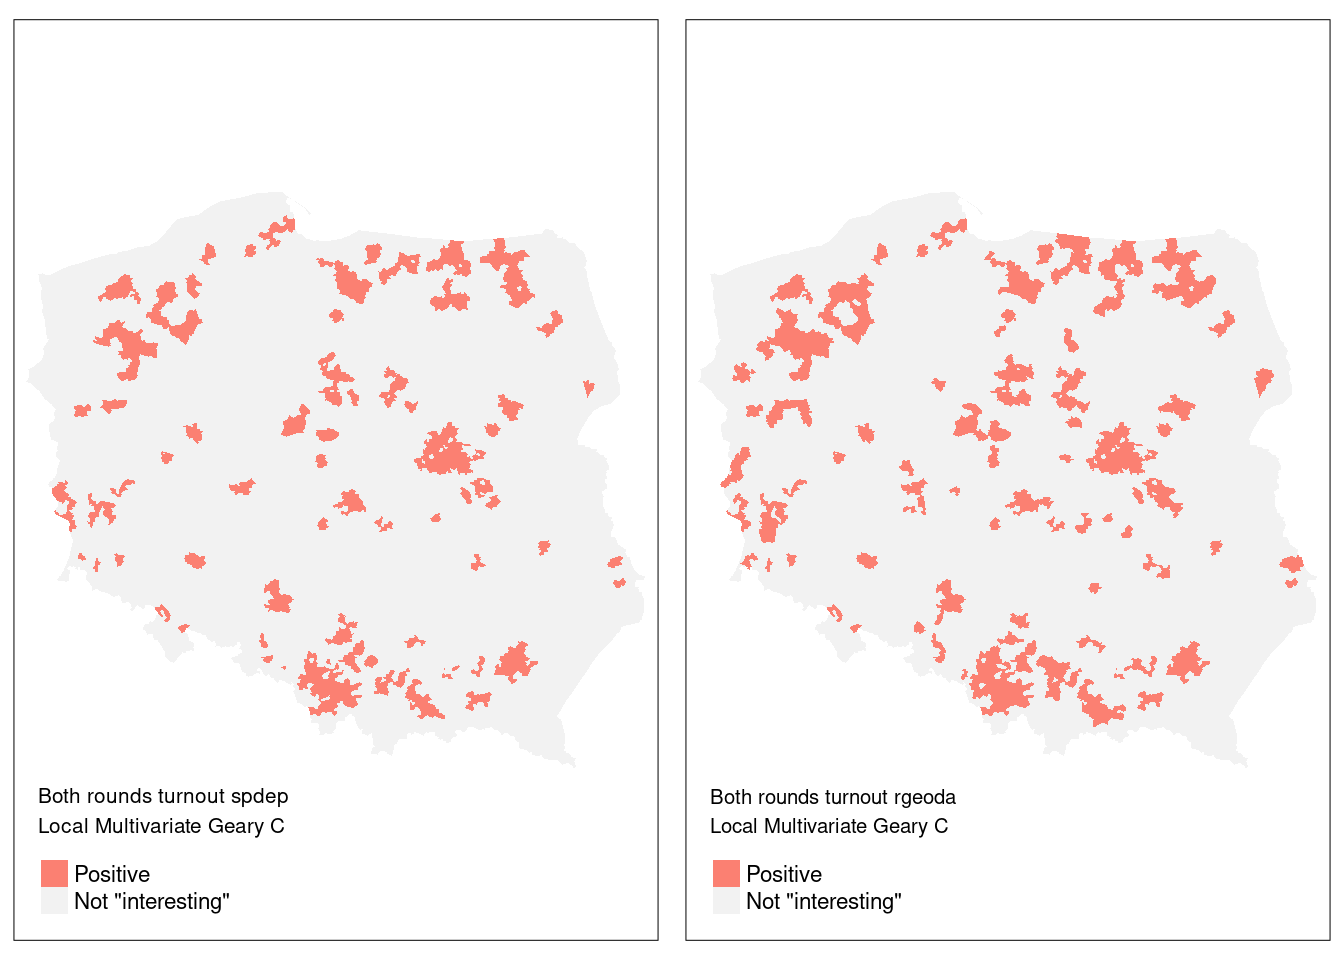 Both rounds turnout spdep
Local Multivariate Geary C
Positive
Not "interesting"
Both rounds turnout rgeoda
Local Multivariate Geary C
Positive
Not "interesting"